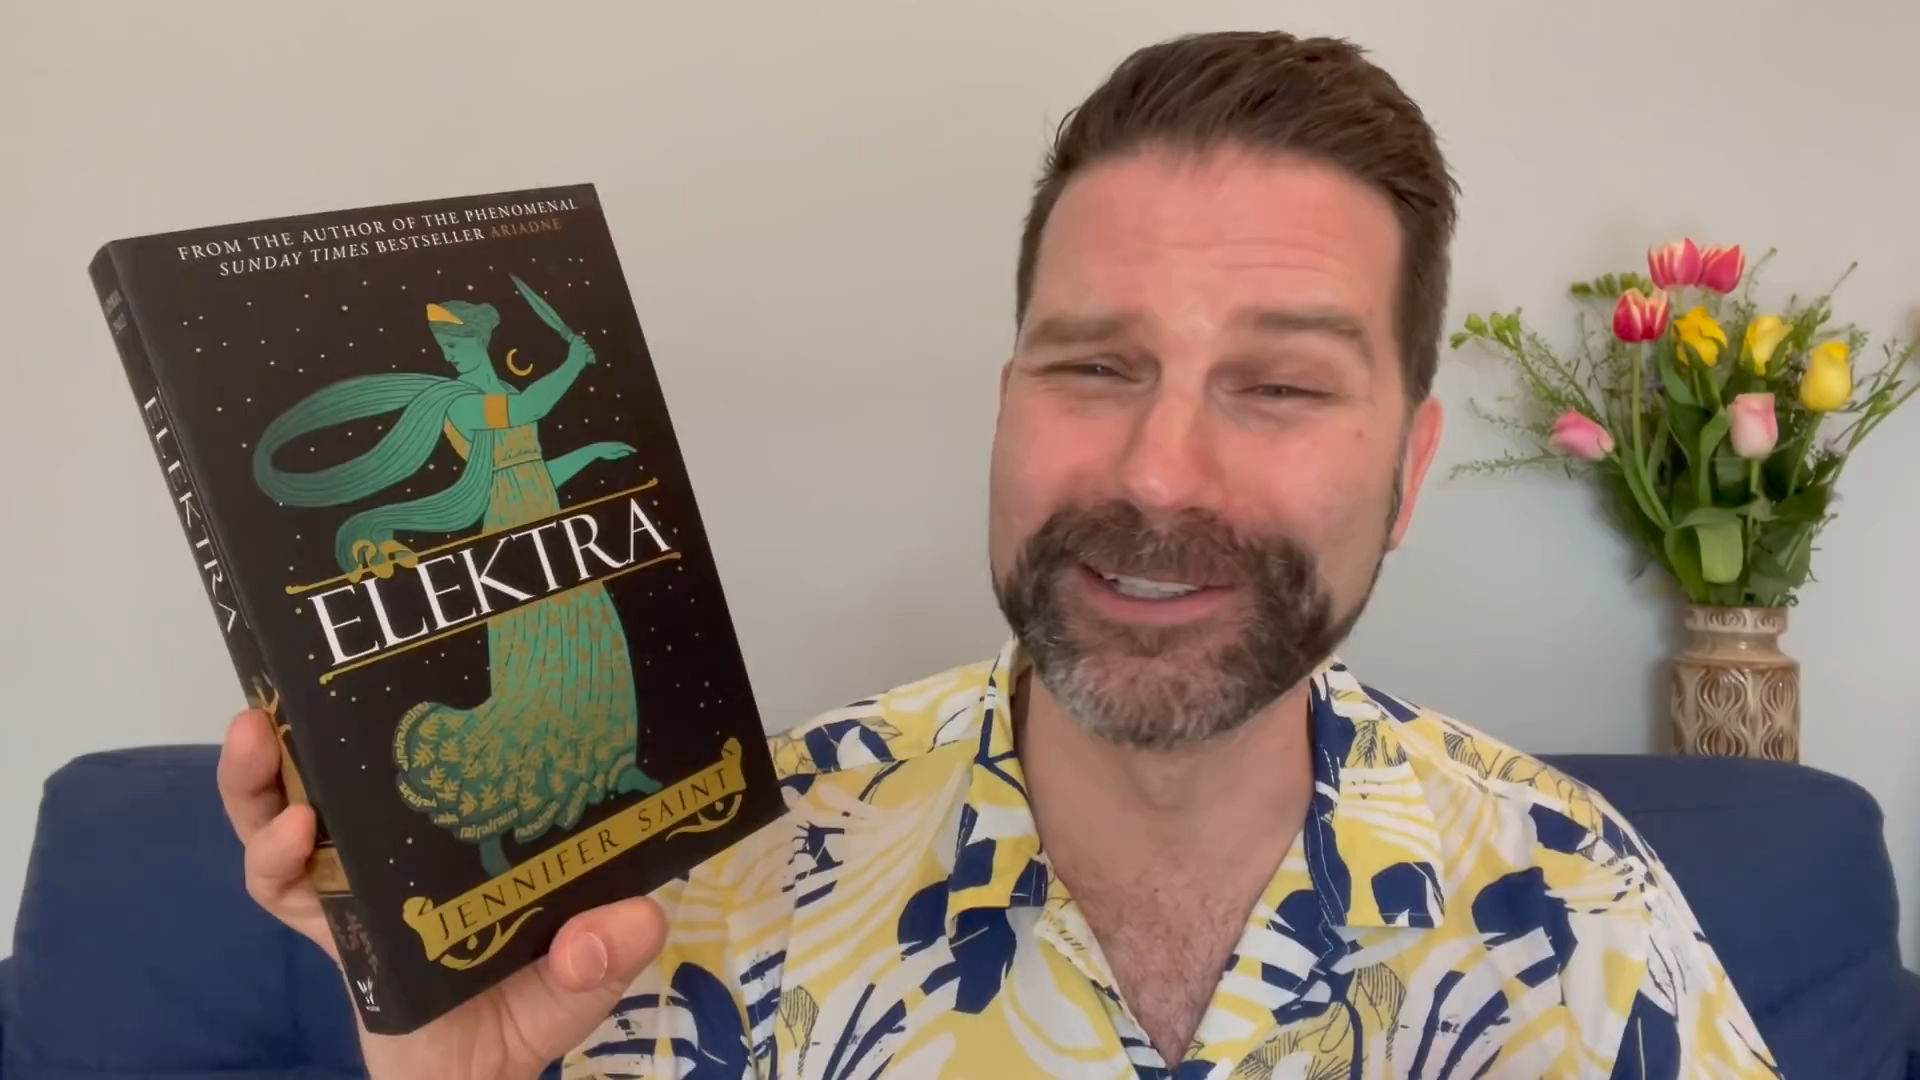 FROM THE AUTHOR OF THE PHENOMENAL
SUNDAY TIMES BESTSELLER ARIADNE
ELEKTRA
JENNIFER SAINT
ELEKTRA